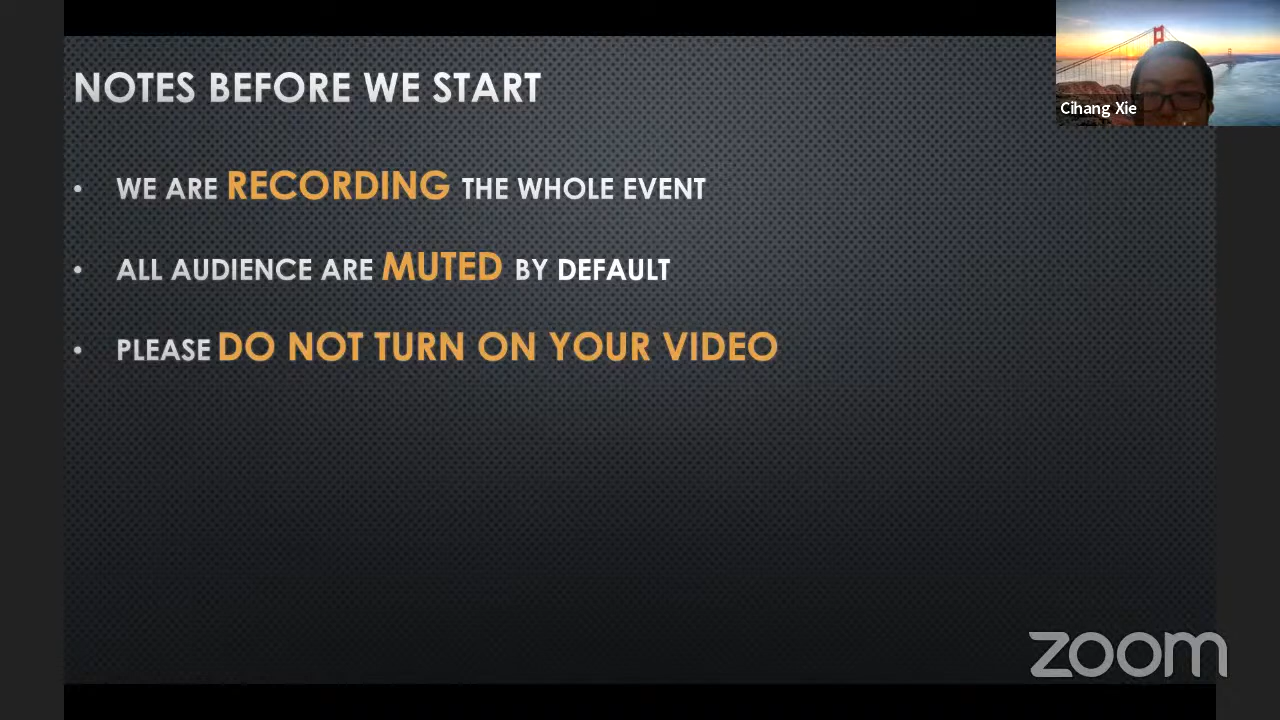 NOTES BEFORE WE START
Cihang Xie
• WE ARE RECORDING THE WHOLE EVENT
• ALL AUDIENCE ARE MUTED BY DEFAULT
• PLEASE DO NOT TURN ON YOUR VIDEO
zoom